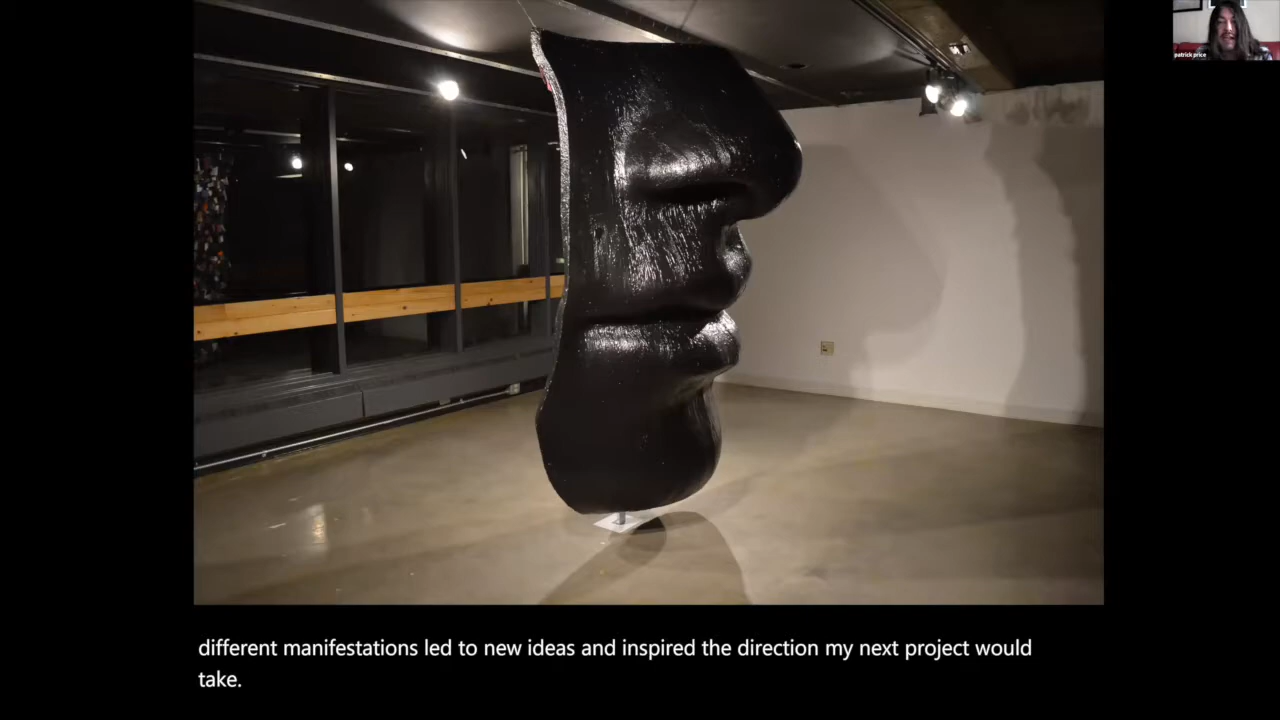 patrick price
different manifestations led to new ideas and inspired the direction my next project would
take.